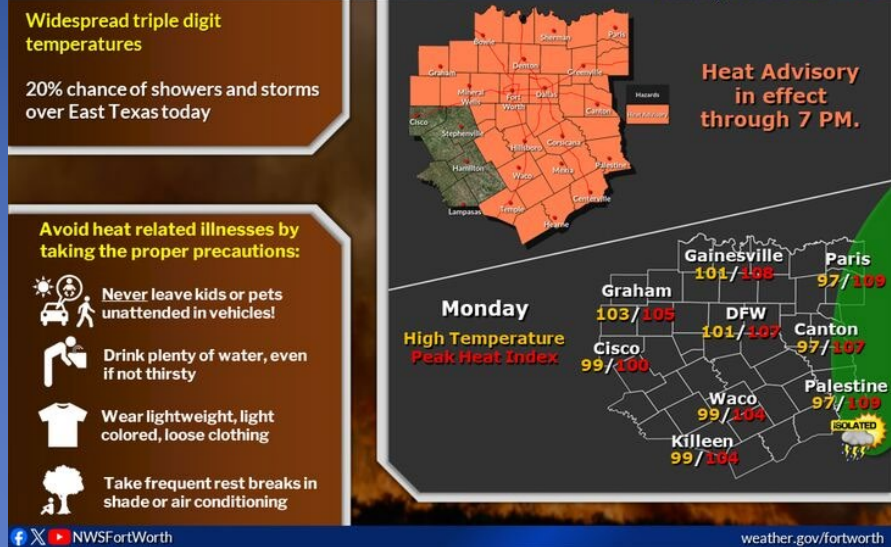 Widespread triple digit
temperatures
20% chance of showers and storms
over East Texas today
Avoid heat related illnesses by
taking the proper precautions:
Never leave kids or pets
unattended in vehicles!
Drink plenty of water, even
if not thirsty
Wear lightweight, light
colored, loose clothing
Take frequent rest breaks in
shade or air conditioning
Bowie
Sherman
Paris
Graham
Denton
Greenville
Mineral
Wells
Fort
Worth
Dallas
Canton
Cisco
Stephenville
Hillsboro
Corsicana
Hamilton
Waco
Mexia
Palestine
Lampasas
Temple
Centerville
Hearne
Hazards
Heat Advisory
Heat Advisory
in effect
through 7 PM.
Monday
High Temperature
Peak Heat Index
Gainesville
101/108
Paris
97/109
Graham
103/105
DFW
101/107
Canton
97/107
Cisco
99/100
Palestine
97/109
Waco
99/104
Killeen
99/104
ISOLATED
NWSFortWorth
weather.gov/fortworth